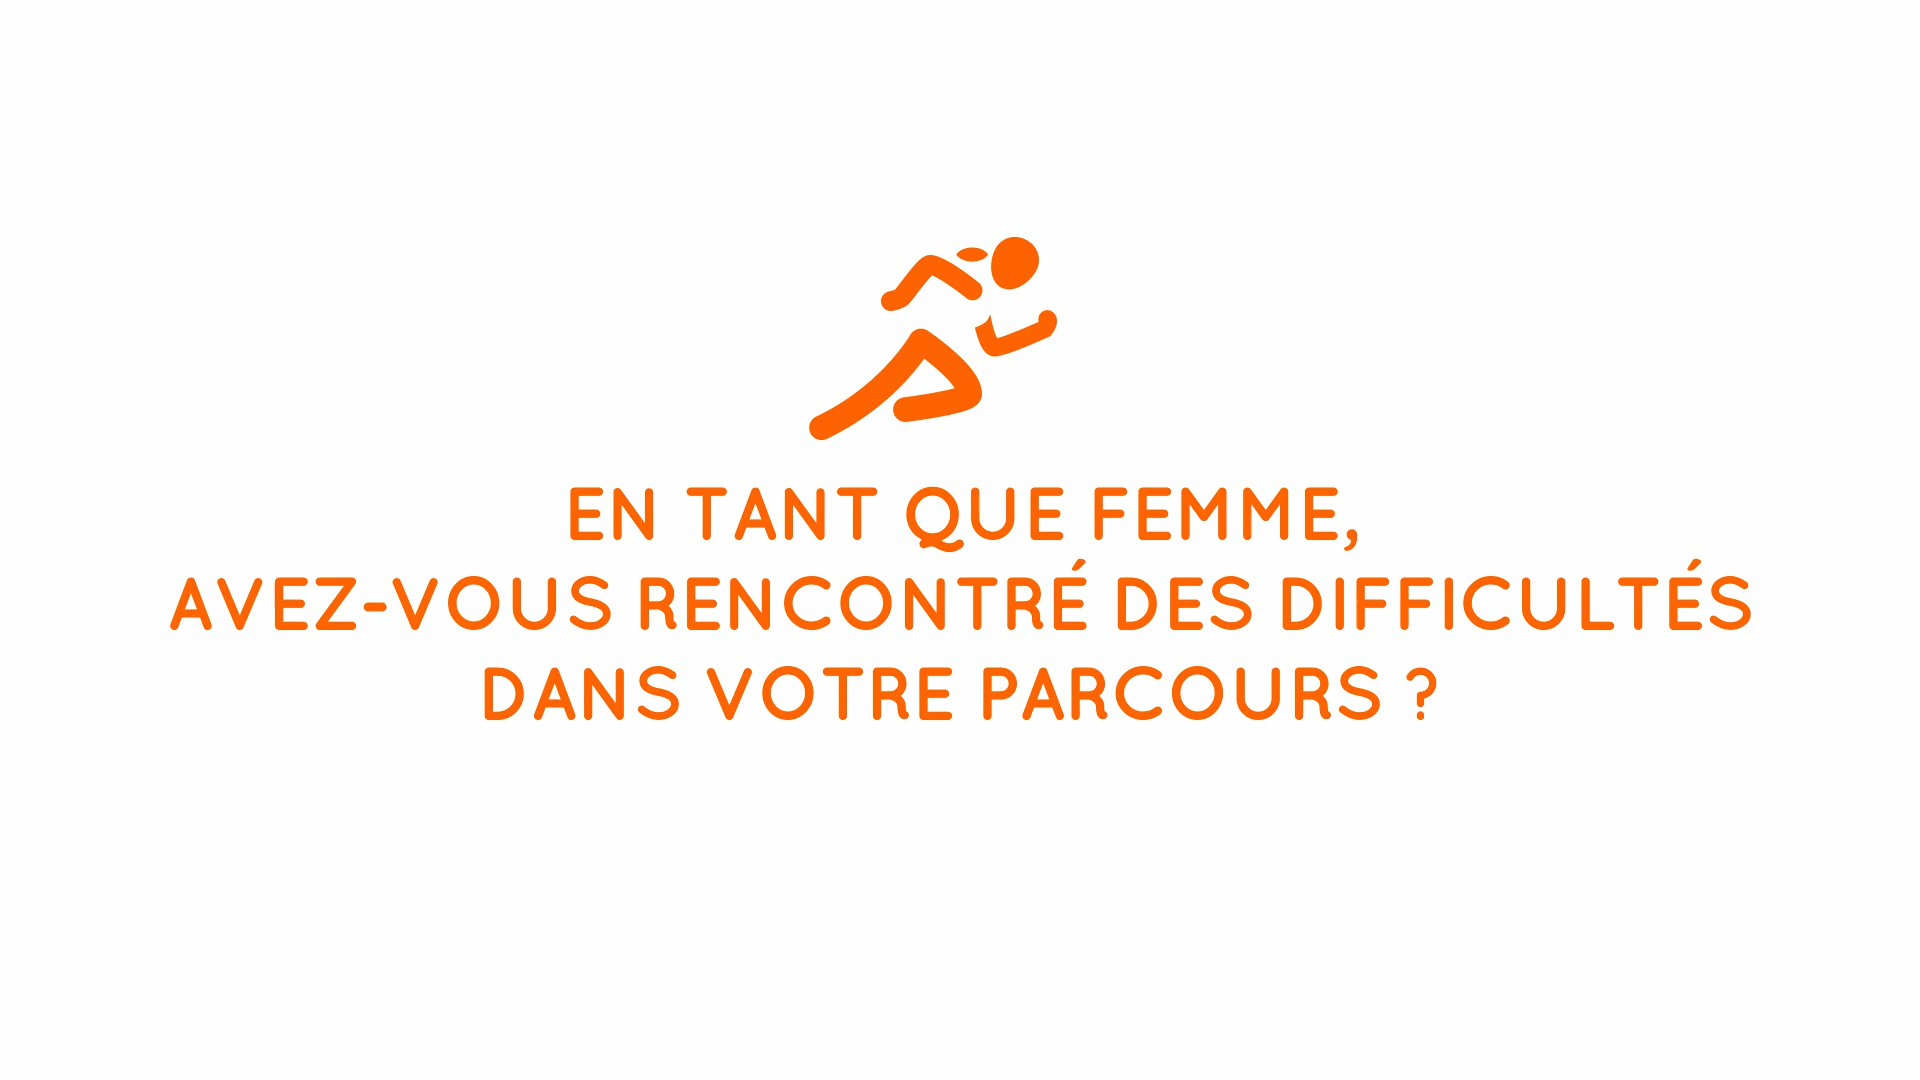 EN TANT QUE FEMME,
AVEZ-VOUS RENCONTRÉ DES DIFFICULTÉS
DANS VOTRE PARCOURS ?